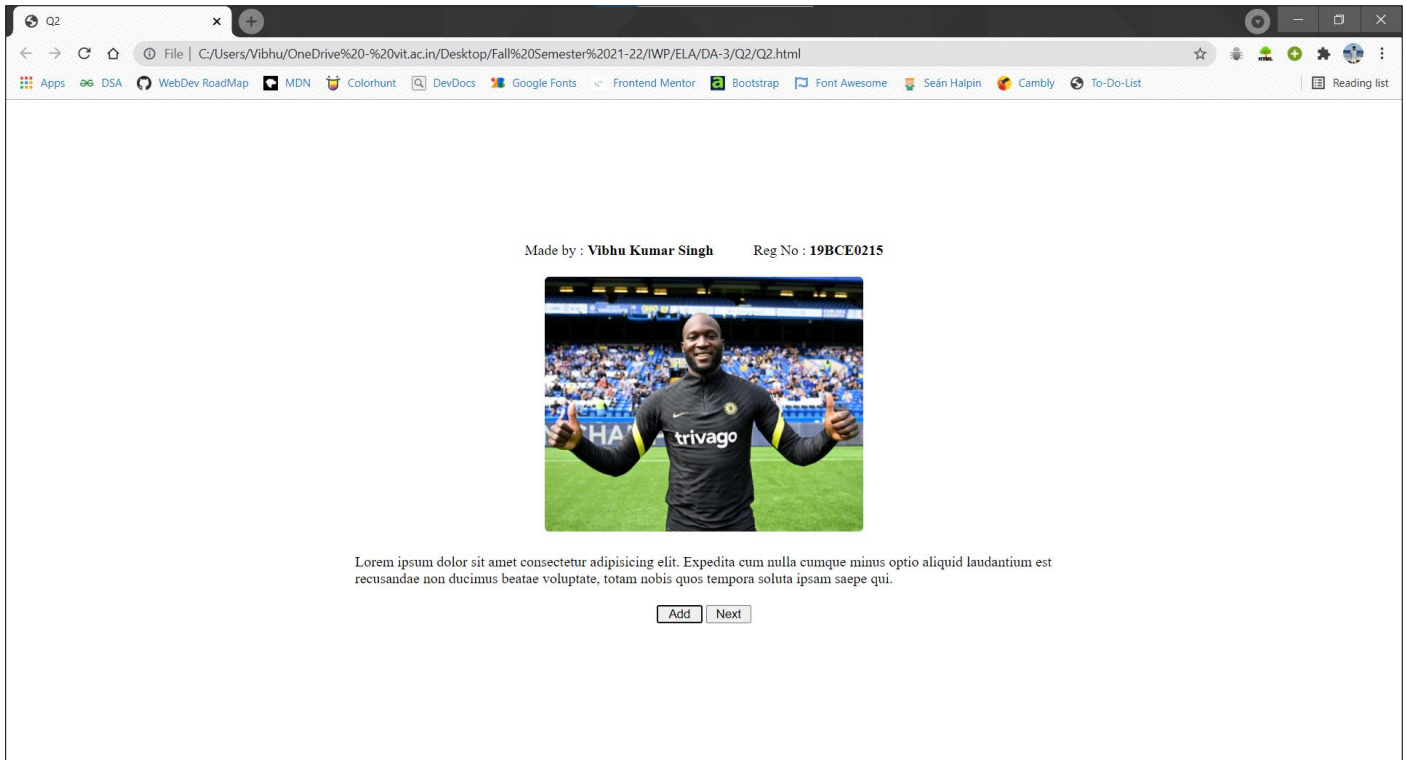 Q2
File | C:/Users/Vibhu/OneDrive%20-%20vit.ac.in/Desktop/Fall%20Semester%2021-22/IWP/ELA/DA-3/Q2/Q2.html
Apps DSA WebDev RoadMap MDN Colorhunt DevDocs Google Fonts Frontend Mentor Bootstrap Font Awesome Seán Halpin Cambly To-Do-List Reading list
Made by : Vibhu Kumar Singh Reg No : 19BCE0215
trivago
Lorem ipsum dolor sit amet consectetur adipisicing elit. Expedita cum nulla cumque minus optio aliquid laudantium est
recusandae non ducimus beatae voluptate, totam nobis quos tempora soluta ipsam saepe qui.
Add Next